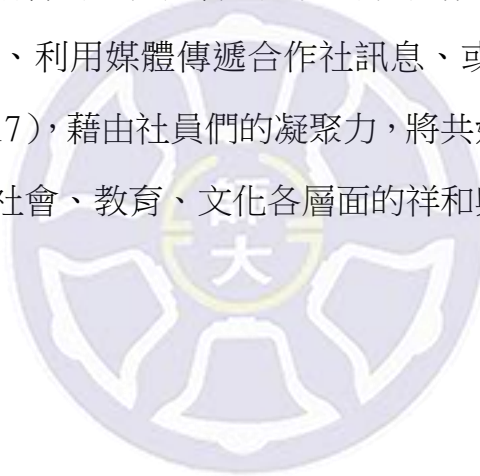 、利用媒體傳遞合作社訊息、或
17），藉由社員們的凝聚力，將共
社會、教育、文化各層面的祥和
師大